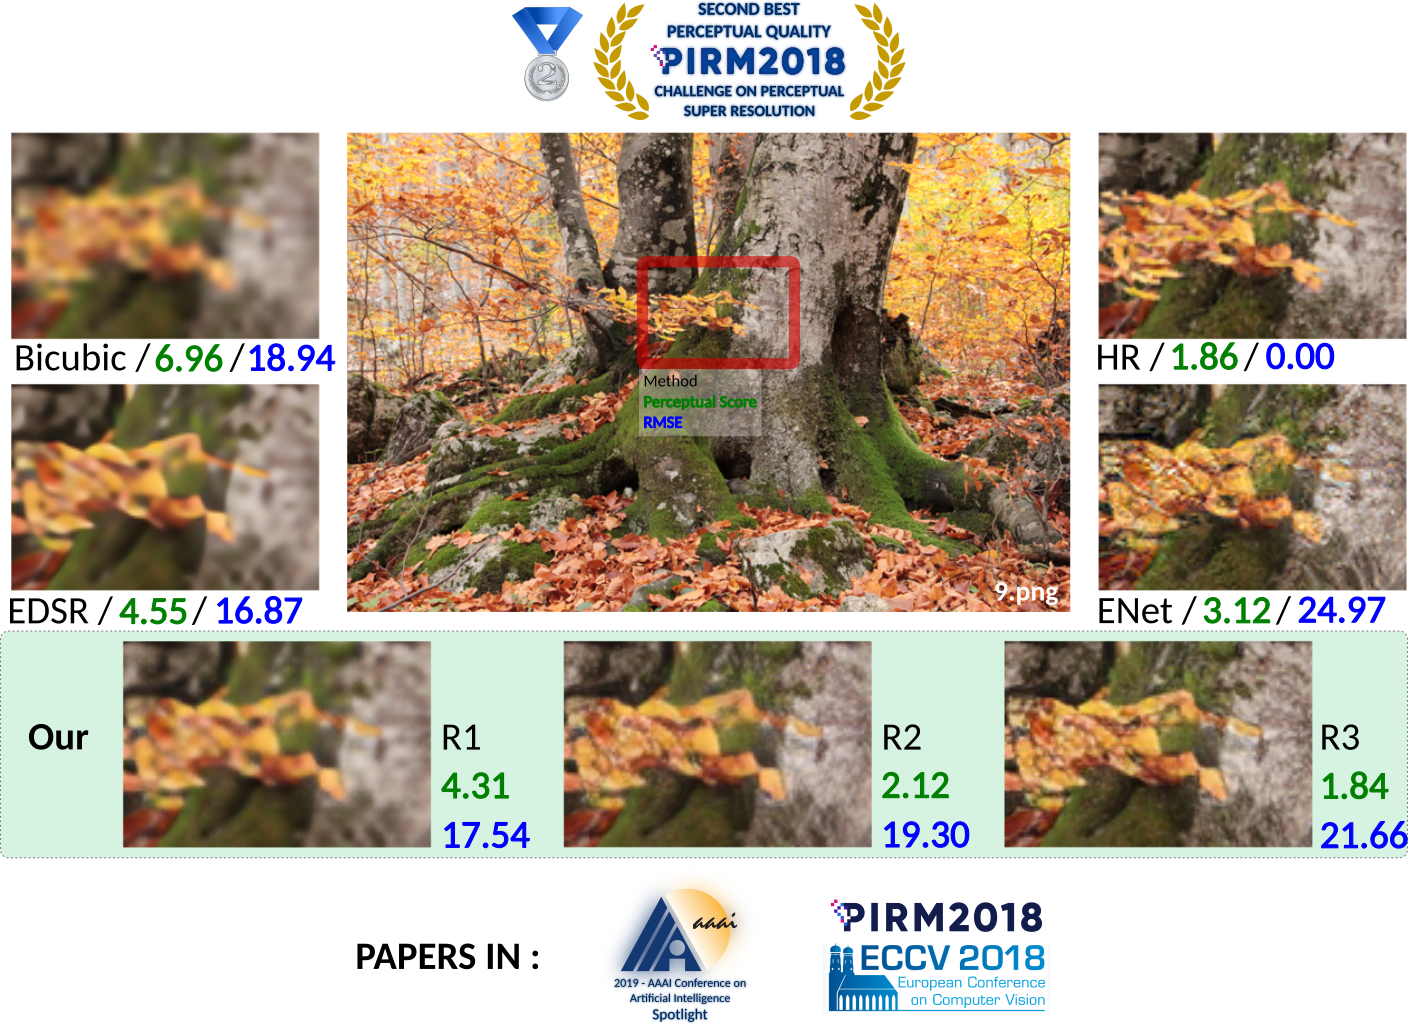 SECOND BEST
PERCEPTUAL QUALITY
PIRM2018
CHALLENGE ON PERCEPTUAL
SUPER RESOLUTION
2
Bicubic / 6.96 / 18.94
HR / 1.86 / 0.00
Method
Perceptual Score
RMSE
9.png
EDSR / 4.55 / 16.87
ENet / 3.12 / 24.97
Our
R1
4.31
17.54
R2
2.12
19.30
R3
1.84
21.66
PAPERS IN :
aaai
2019 - AAAI Conference on
Artificial Intelligence
Spotlight
PIRM2018
ECCV 2018
European Conference
on Computer Vision